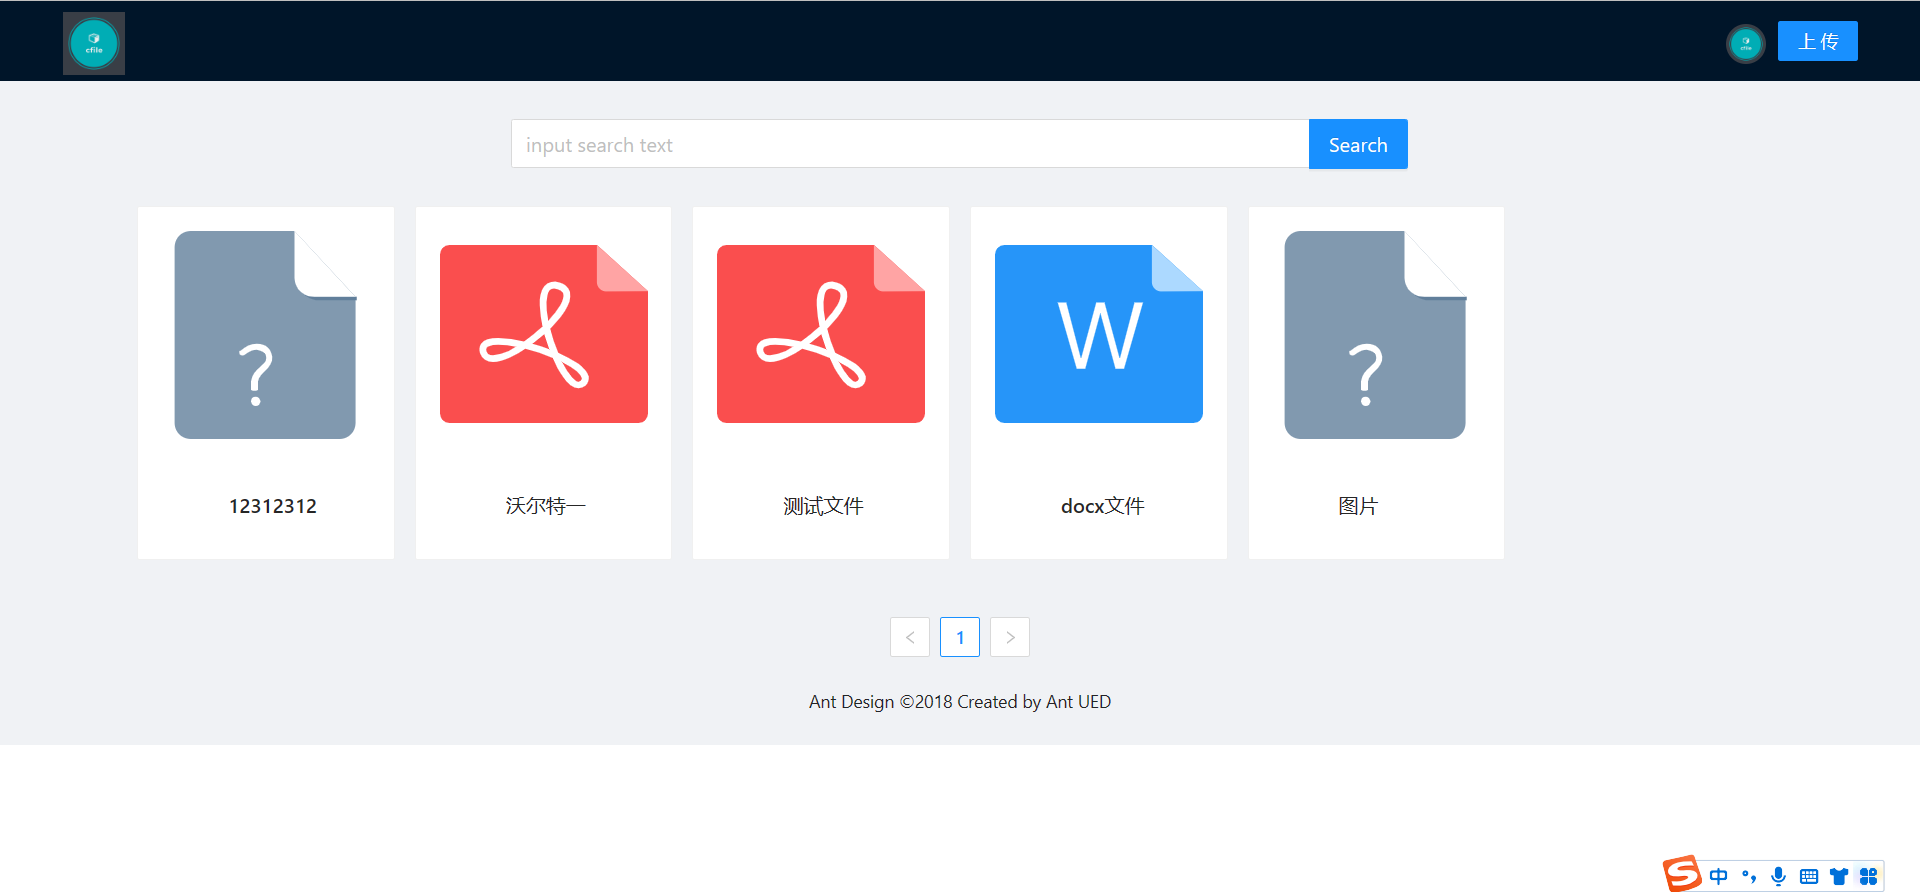 cfile
cfile
上 传
input search text
Search
?
W
?
12312312
沃尔特一
测试文件
docx文件
图片
< 1 >
Ant Design ©2018 Created by Ant UED
S 中 °,